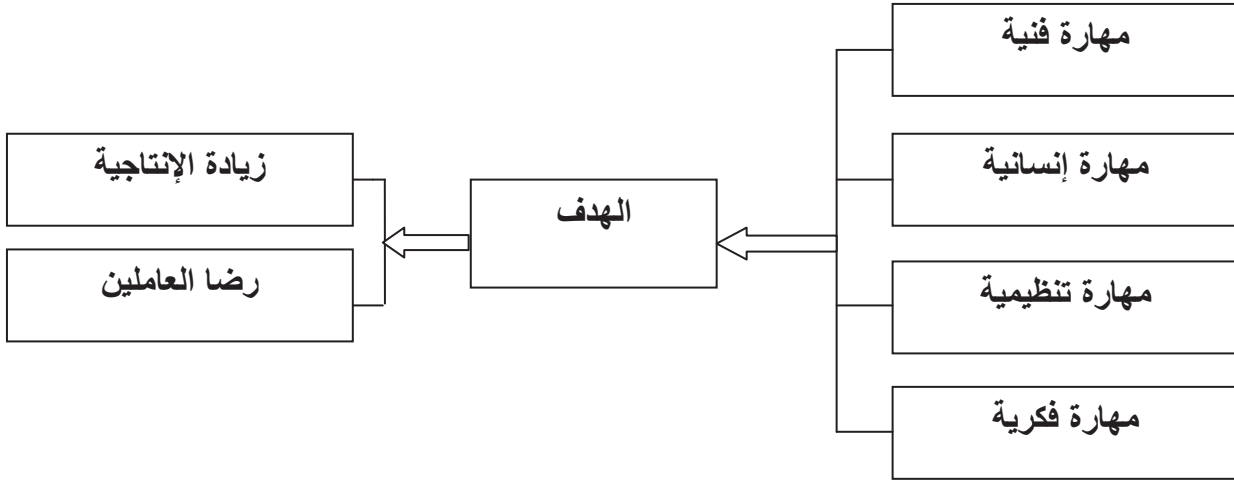 مهارة فنية
مهارة إنسانية
مهارة تنظيمية
مهارة فكرية
الهدف
زيادة الإنتاجية
رضا العاملين